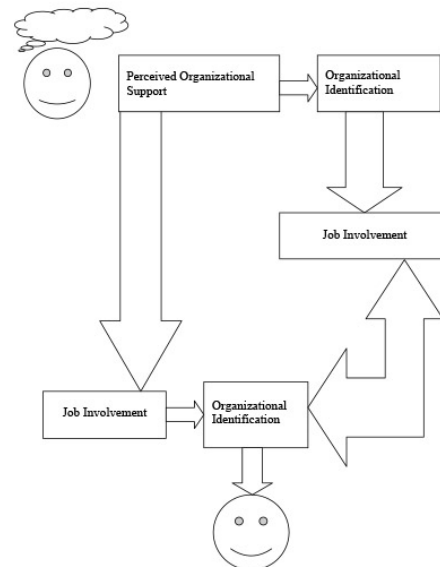 Perceived Organizational
Support
Organizational
Identification
Job Involvement
Job Involvement
Organizational
Identification